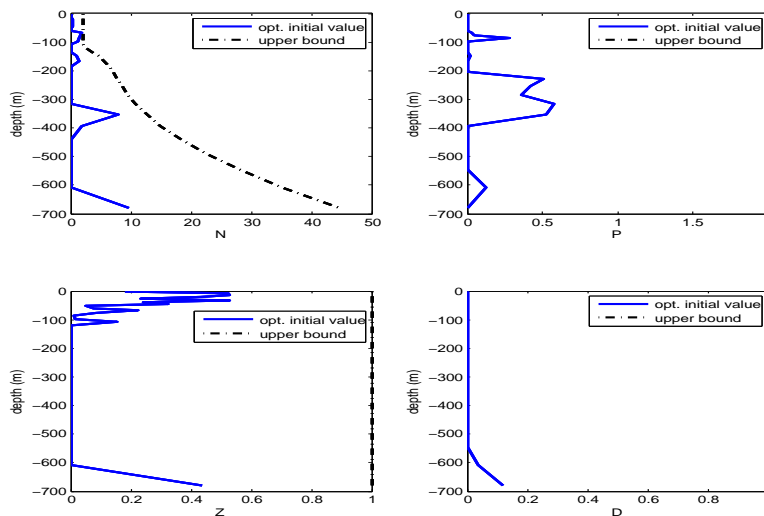 0
−100
−200
−300
−400
−500
−600
−700
depth (m)
0 10 20 30 40 50
N
opt. initial value
upper bound
0
−100
−200
−300
−400
−500
−600
−700
depth (m)
0 0.5 1 1.5
P
opt. initial value
upper bound
0
−100
−200
−300
−400
−500
−600
−700
depth (m)
0 0.2 0.4 0.6 0.8 1
Z
opt. initial value
upper bound
0
−100
−200
−300
−400
−500
−600
−700
depth (m)
0 0.2 0.4 0.6 0.8
D
opt. initial value
upper bound